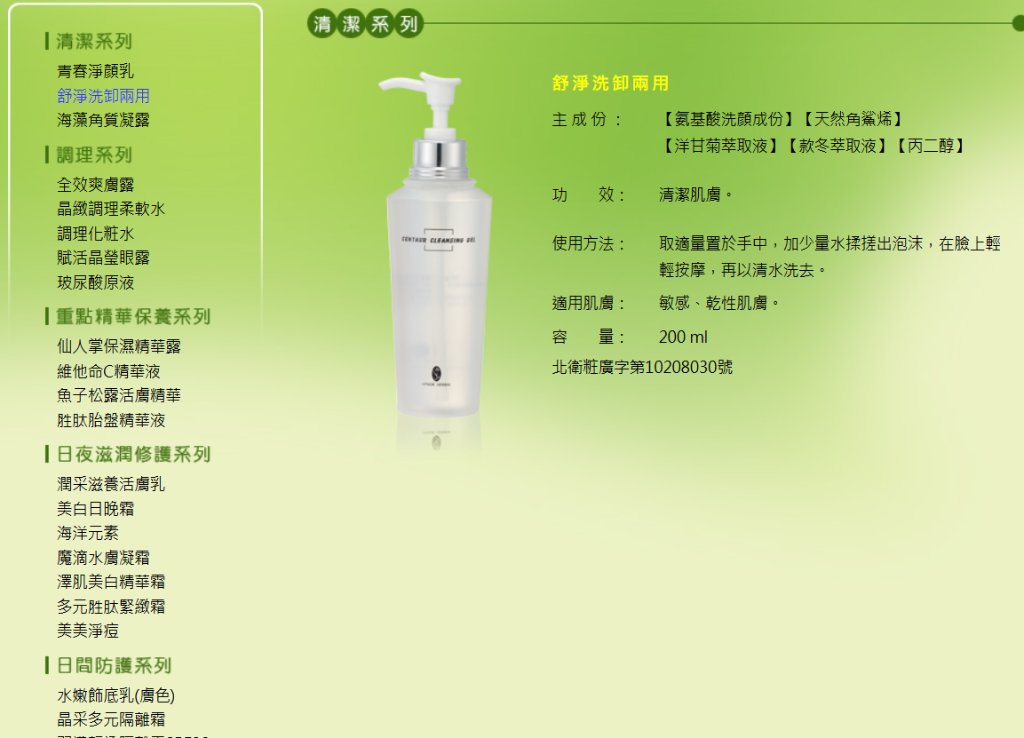 清潔系列
青春淨顏乳
舒淨洗卸兩用
海藻角質凝露
調理系列
全效爽膚露
晶緻調理柔軟水
調理化粧水
賦活晶瑩眼露
玻尿酸原液
重點精華保養系列
仙人掌保濕精華露
維他命C精華液
魚子松露活膚精華
胜肽胎盤精華液
日夜滋潤修護系列
潤采滋養活膚乳
美白日晚霜
海洋元素
魔滴水膚凝霜
澤肌美白精華霜
多元胜肽緊緻霜
美美淨痘
日間防護系列
水嫩飾底乳(膚色)
晶采多元隔離霜
清潔系列
CONTAUR CLEANSING GEL
舒淨洗卸兩用
主成份： 【氨基酸洗顏成份】【天然角鯊烯】
【洋甘菊萃取液】【款冬萃取液】【丙二醇】
功 效： 清潔肌膚。
使用方法： 取適量置於手中，加少量水揉搓出泡沫，在臉上輕
輕按摩，再以清水洗去。
適用肌膚： 敏感、乾性肌膚。
容 量： 200 ml
北衛粧廣字第10208030號